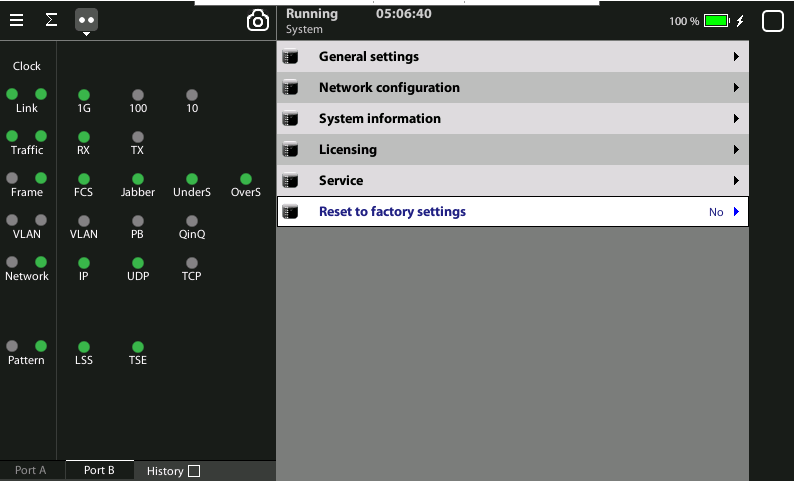 Running 05:06:40
System
100 %
Clock
Link 1G 100 10
Traffic RX TX
Frame FCS Jabber UnderS OverS
VLAN VLAN PB QinQ
Network IP UDP TCP
Pattern LSS TSE
Port A Port B History
General settings
Network configuration
System information
Licensing
Service
Reset to factory settings No